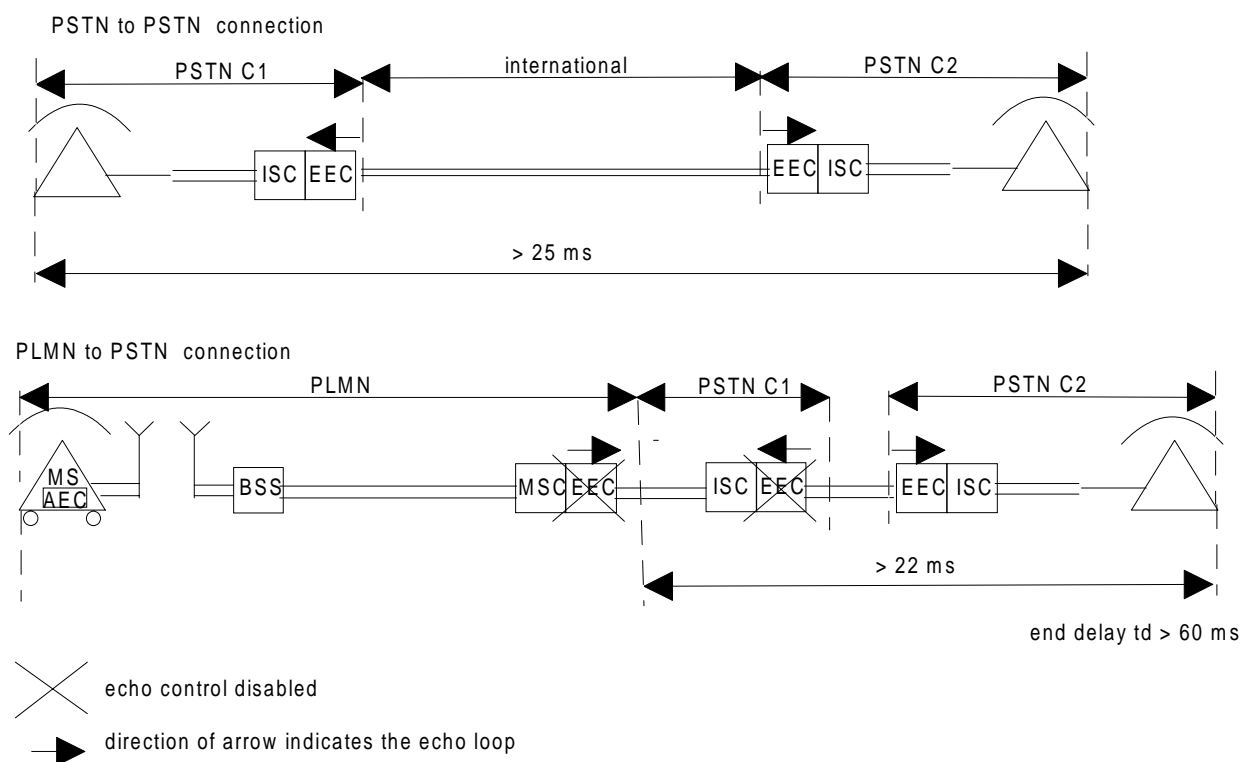 PSTN to PSTN connection
PSTN C1 international PSTN C2
ISC EEC EEC ISC
> 25 ms
PLMN to PSTN connection
PLMN PSTN C1 PSTN C2
MS
AEC BSS MSC EEC ISC EEC EEC ISC
> 22 ms
end delay td > 60 ms
echo control disabled
direction of arrow indicates the echo loop